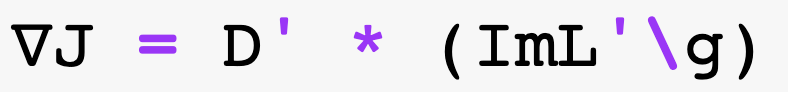 ∇J = D' * (ImL'\g)